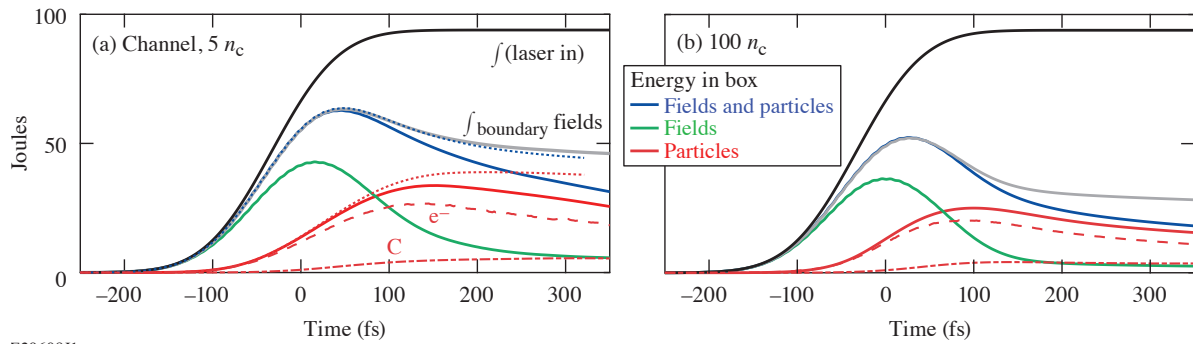 100
50
0
Joules
(a) Channel, 5 n_c
∫(laser in)
∫boundary fields
e⁻
C
−200 −100 0 100 200 300
Time (fs)
(b) 100 n_c
Energy in box
Fields and particles
Fields
Particles
−200 −100 0 100 200 300
Time (fs)